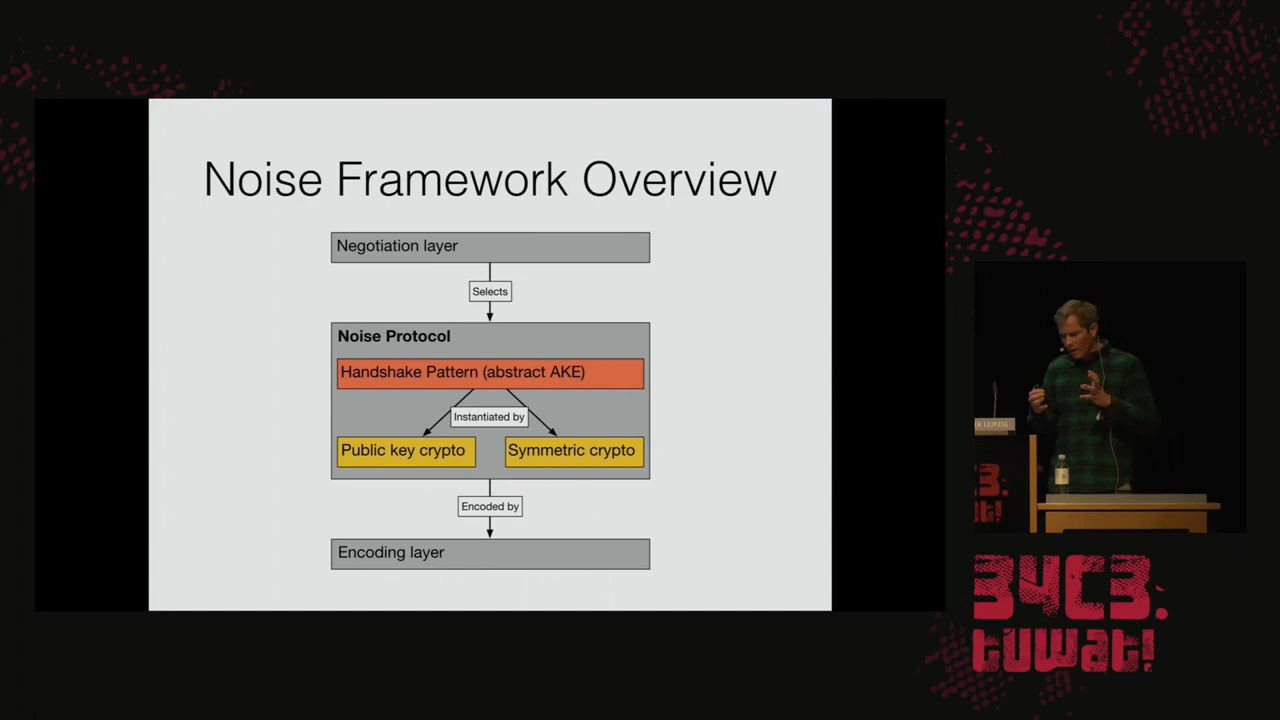 Noise Framework Overview
Negotiation layer
Selects
Noise Protocol
Handshake Pattern (abstract AKE)
Instantiated by
Public key crypto
Symmetric crypto
Encoded by
Encoding layer
LEIPZIG
34C3.
tuwat!